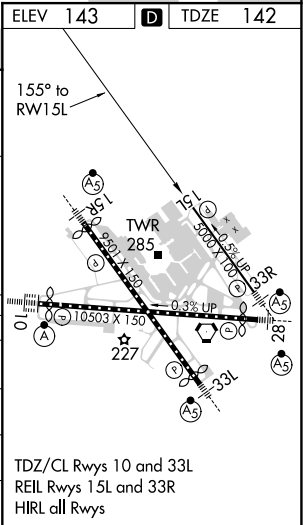 ELEV 143 D TDZE 142
155° to
RW15L
A5
15R
15L
P
TWR
285
0.5% UP
5000 X 100
P
9501 X 150
P
33R
A5
0.3% UP
10
P
10503 X 150
P
28
A
227
P
33L
A5
A5
TDZ/CL Rwys 10 and 33L
REIL Rwys 15L and 33R
HIRL all Rwys